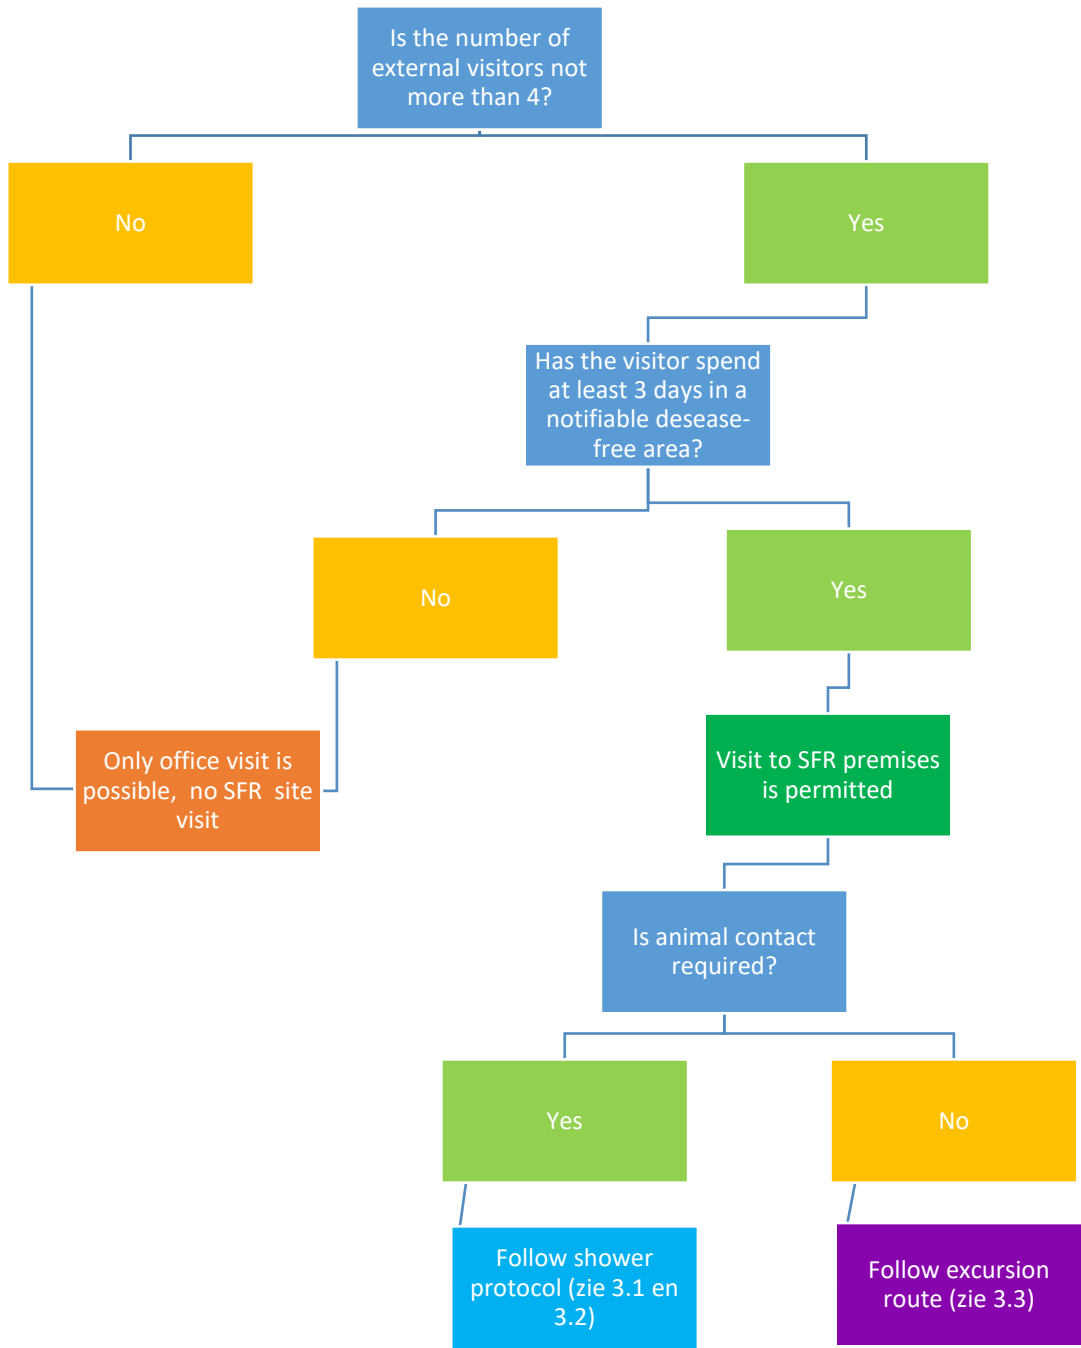 Is the number of
external visitors not
more than 4?
No
Yes
Has the visitor spend
at least 3 days in a
notifiable desease-
free area?
No
Yes
Only office visit is
possible, no SFR site
visit
Visit to SFR premises
is permitted
Is animal contact
required?
Yes
No
Follow shower
protocol (zie 3.1 en
3.2)
Follow excursion
route (zie 3.3)